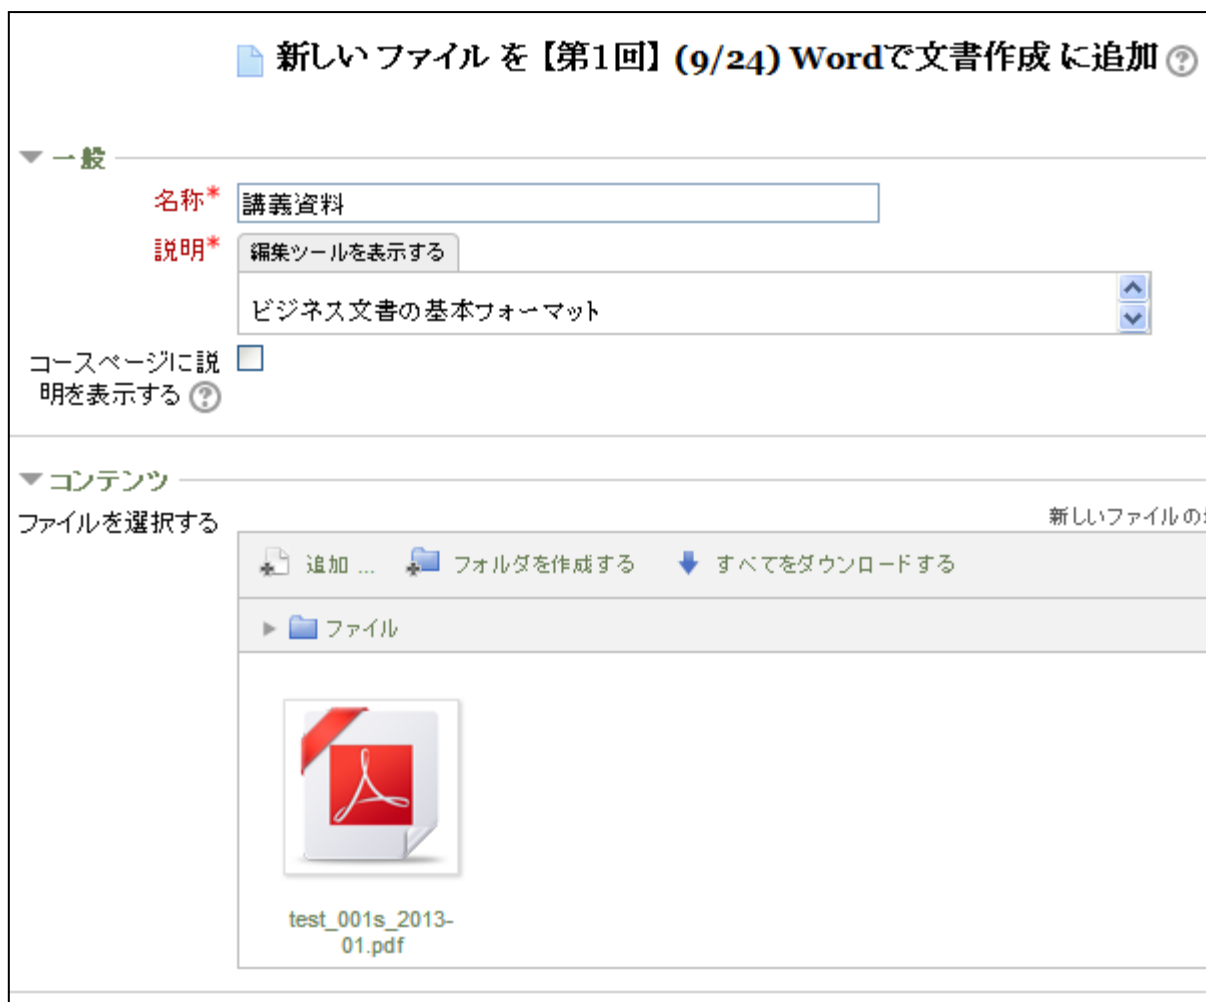 新しい ファイル を 【第1回】 (9/24) Wordで文書作成 に追加
一般
名称*
講義資料
説明*
編集ツールを表示する
ビジネス文書の基本フォーマット
コースページに説
明を表示する
コンテンツ
ファイルを選択する
新しいファイルの
追加 ...
フォルダを作成する
すべてをダウンロードする
ファイル
test_001s_2013-
01.pdf